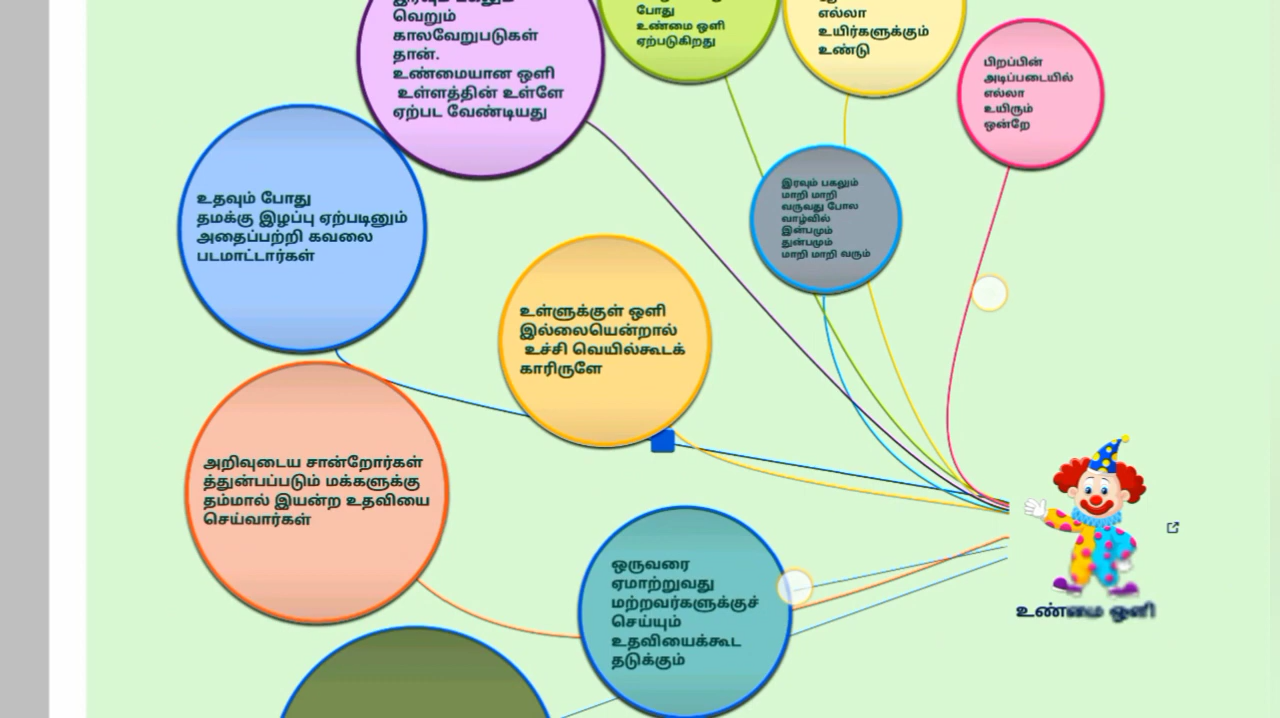 வெறும்
காலவேறுபடுகள்
தான்.
உண்மையான ஒளி
உள்ளத்தின் உள்ளே
ஏற்பட வேண்டியது
போது
உண்மை ஒளி
ஏற்படுகிறது
எல்லா
உயிர்களுக்கும்
உண்டு
பிறப்பின்
அடிப்படையில்
எல்லா
உயிரும்
ஒன்றே
உதவும் போது
தமக்கு இழப்பு ஏற்படினும்
அதைப்பற்றி கவலை
படமாட்டார்கள்
இரவும் பகலும்
மாறி மாறி
வருவது போல
வாழ்வில்
இன்பமும்
துன்பமும்
மாறி மாறி வரும்
உள்ளுக்குள் ஒளி
இல்லையென்றால்
உச்சி வெயில்கூடக்
காரிருளே
அறிவுடைய சான்றோர்கள்
த்துன்பப்படும் மக்களுக்கு
தம்மால் இயன்ற உதவியை
செய்வார்கள்
ஒருவரை
ஏமாற்றுவது
மற்றவர்களுக்குச்
செய்யும்
உதவியைக்கூட
தடுக்கும்
உண்மை ஒளி